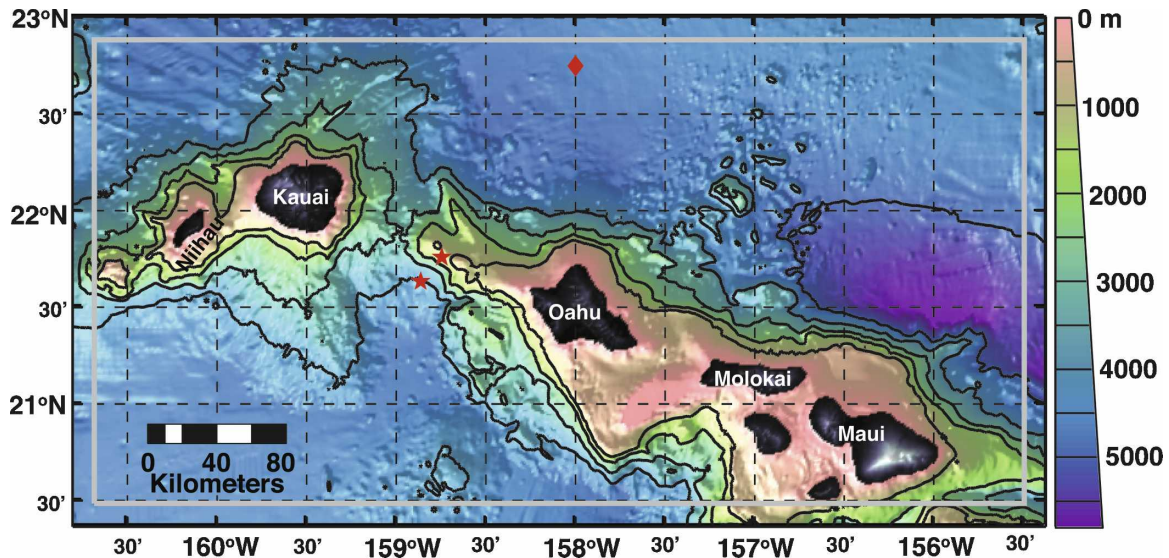 23°N
0 m
30’
1000
Kauai
2000
22°N
Niihau
3000
30’
Oahu
4000
Molokai
21°N
Maui
5000
0 40 80
Kilometers
30’
30’ 160°W 30’ 159°W 30’ 158°W 30’ 157°W 30’ 156°W 30’